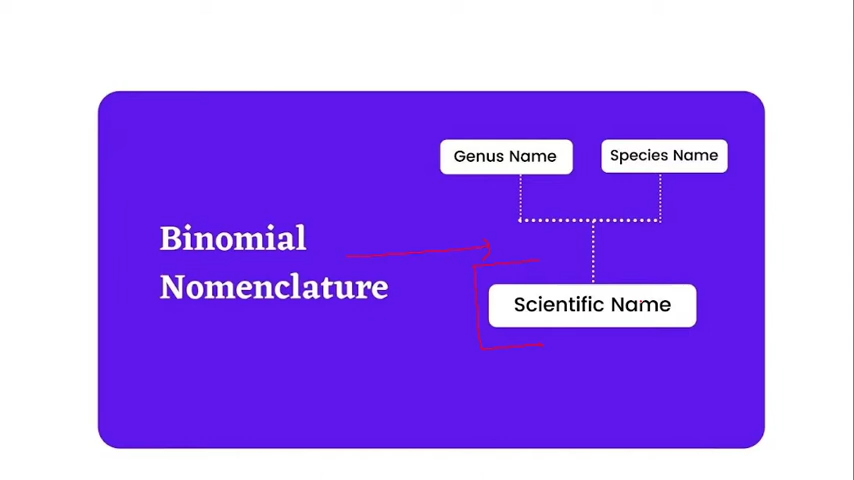 Genus Name
Species Name
Binomial
Nomenclature
Scientific Name